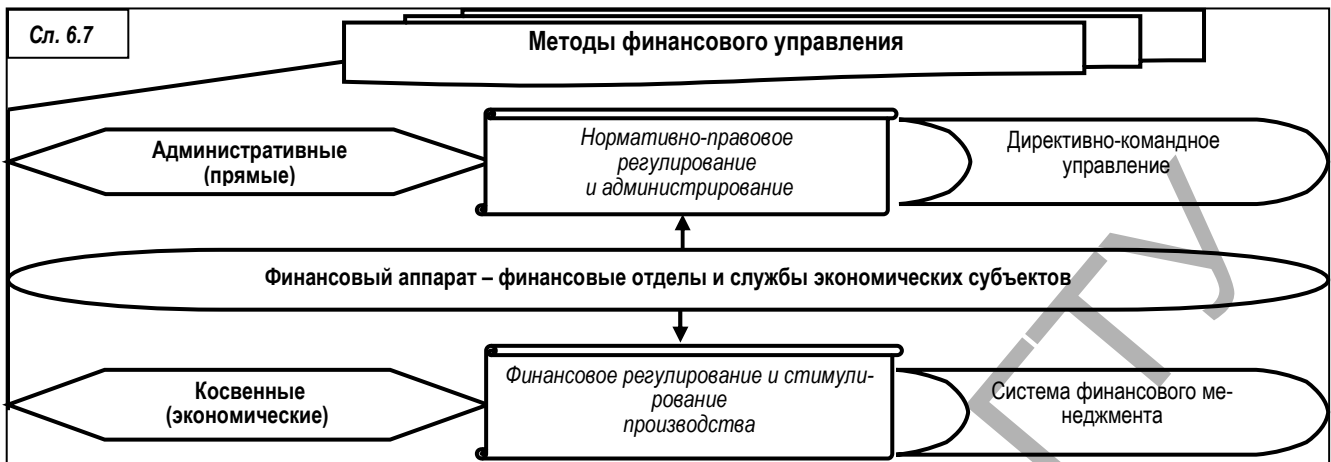 Сл. 6.7
Методы финансового управления
Административные
(прямые)
Нормативно-правовое
регулирование
и администрирование
Директивно-командное
управление
Финансовый аппарат – финансовые отделы и службы экономических субъектов
Косвенные
(экономические)
Финансовое регулирование и стимули-
рование
производства
Система финансового ме-
неджмента
ГТУ